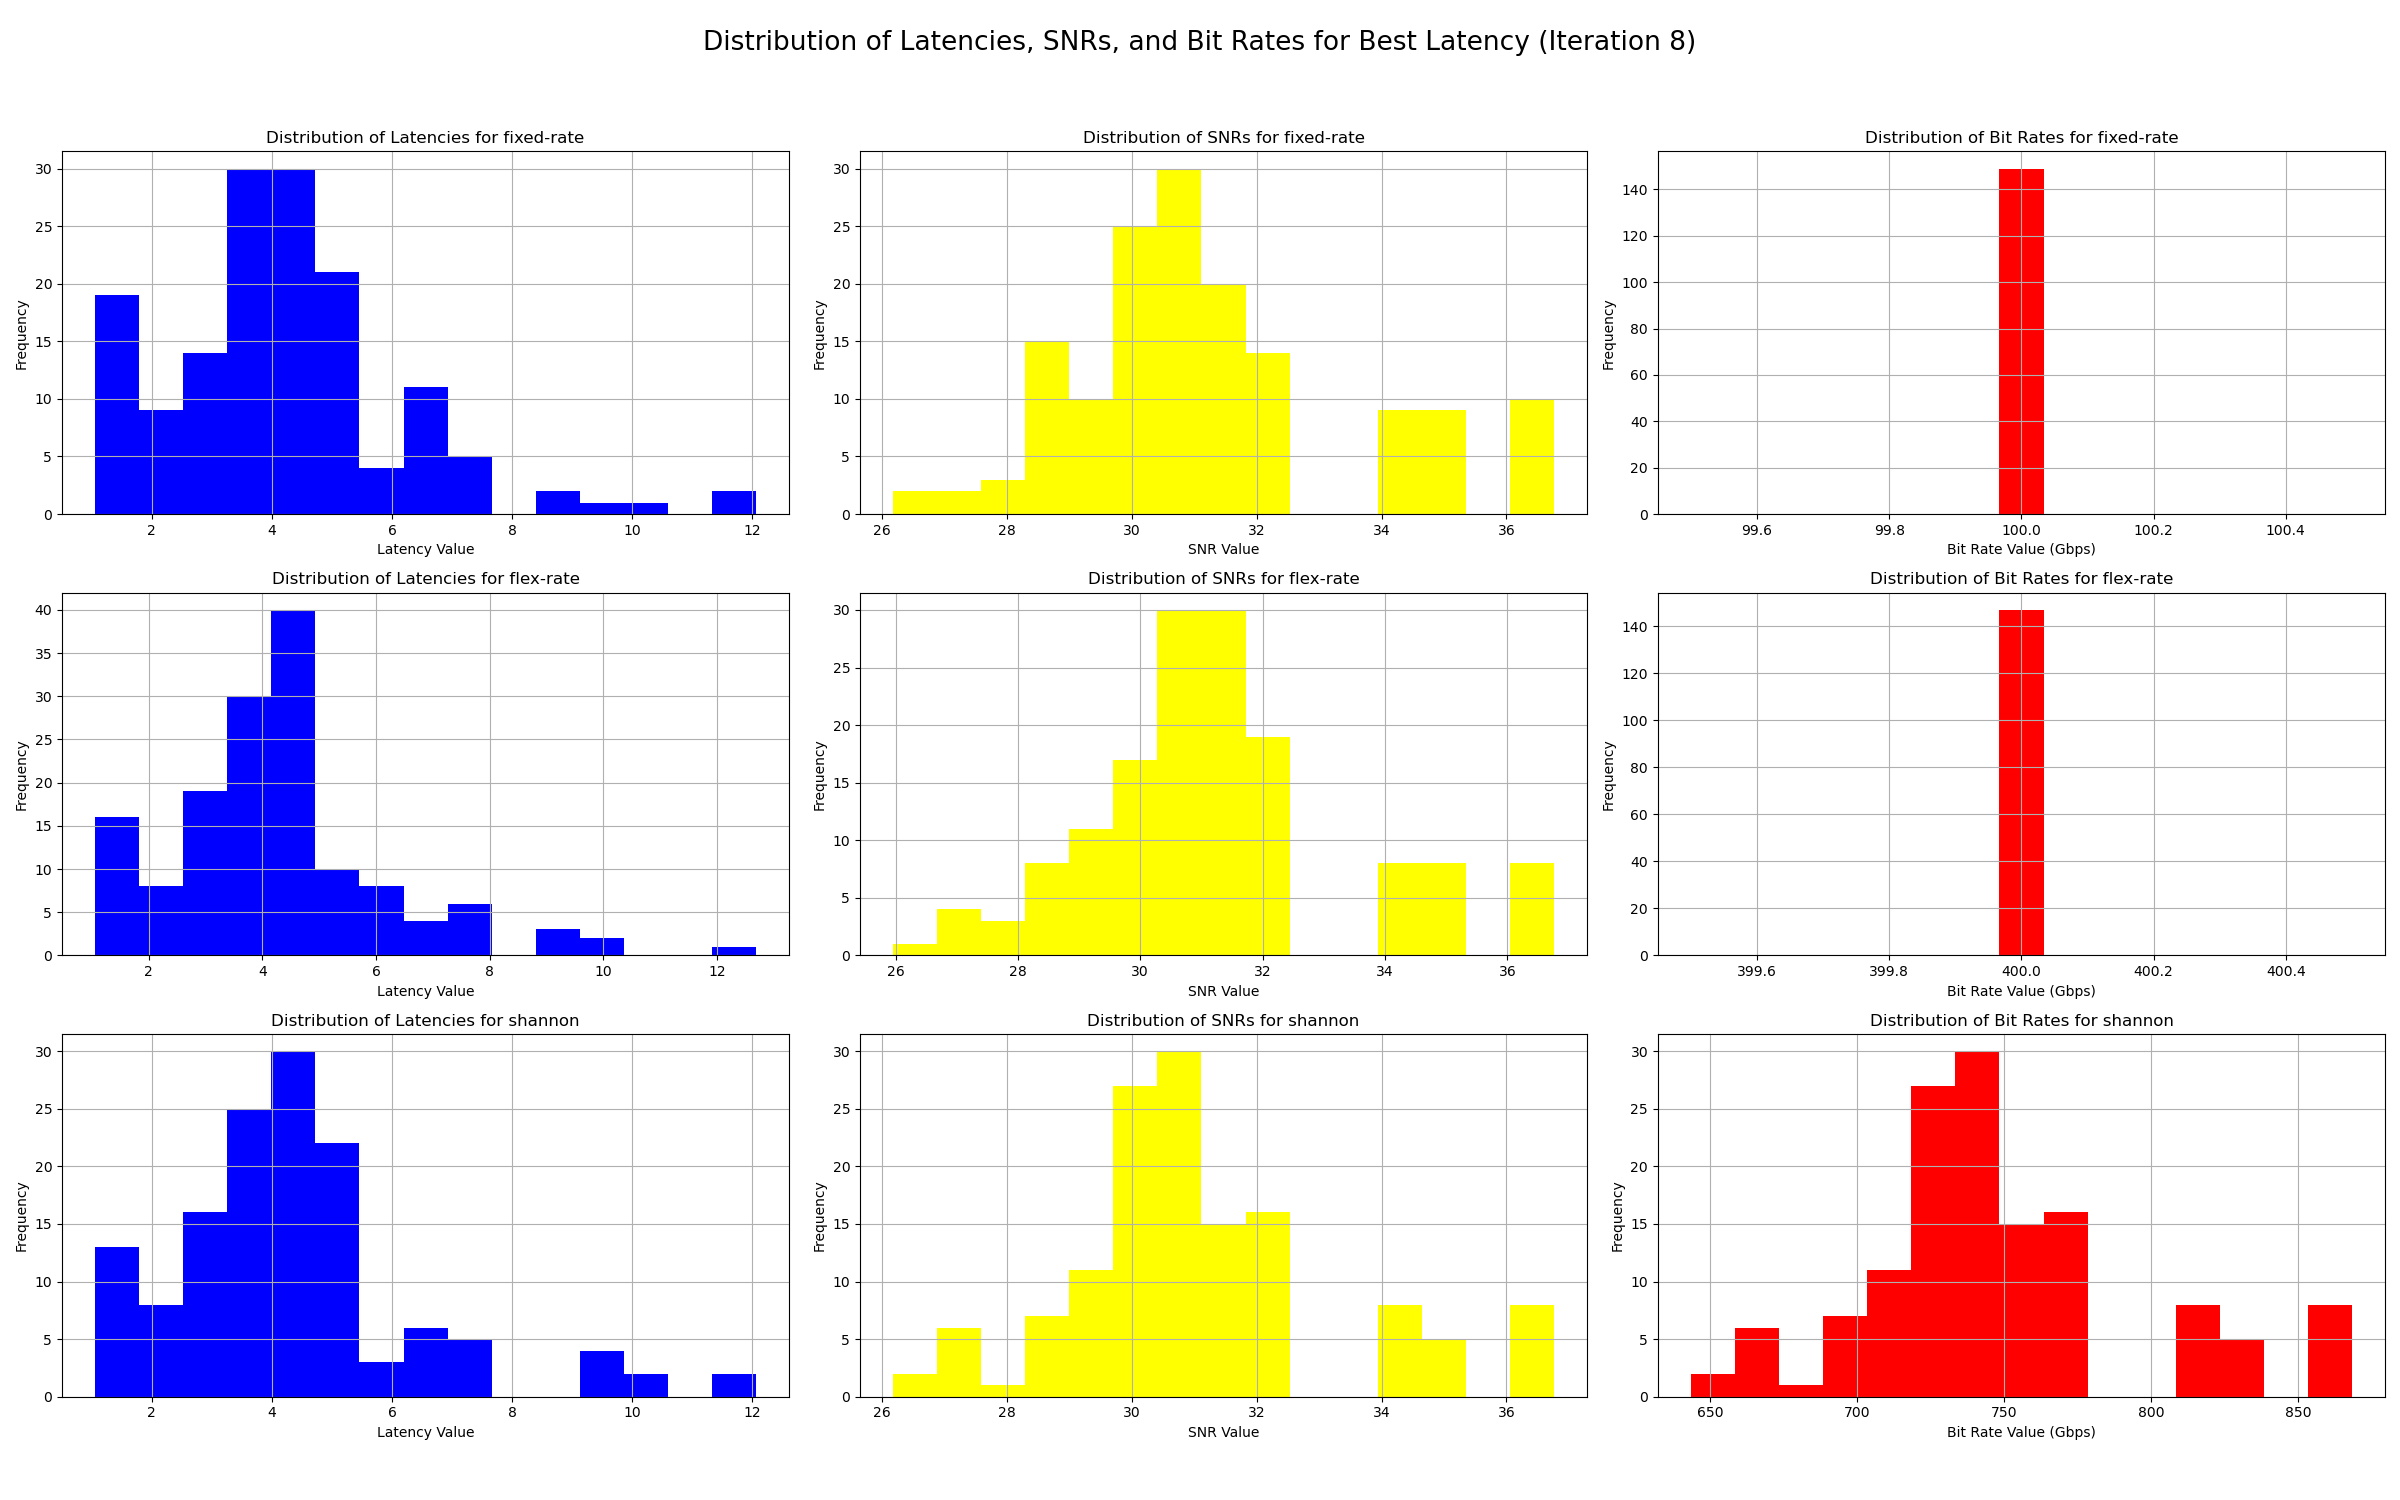 Distribution of Latencies, SNRs, and Bit Rates for Best Latency (Iteration 8)
Distribution of Latencies for fixed-rate
Frequency
30
25
20
15
10
5
0
2 4 6 8 10 12
Latency Value
Distribution of SNRs for fixed-rate
Frequency
30
25
20
15
10
5
0
26 28 30 32 34 36
SNR Value
Distribution of Bit Rates for fixed-rate
Frequency
140
120
100
80
60
40
20
0
99.6 99.8 100.0 100.2 100.4
Bit Rate Value (Gbps)
Distribution of Latencies for flex-rate
Frequency
40
35
30
25
20
15
10
5
0
2 4 6 8 10 12
Latency Value
Distribution of SNRs for flex-rate
Frequency
30
25
20
15
10
5
0
26 28 30 32 34 36
SNR Value
Distribution of Bit Rates for flex-rate
Frequency
140
120
100
80
60
40
20
0
399.6 399.8 400.0 400.2 400.4
Bit Rate Value (Gbps)
Distribution of Latencies for shannon
Frequency
30
25
20
15
10
5
0
2 4 6 8 10 12
Latency Value
Distribution of SNRs for shannon
Frequency
30
25
20
15
10
5
0
26 28 30 32 34 36
SNR Value
Distribution of Bit Rates for shannon
Frequency
30
25
20
15
10
5
0
650 700 750 800 850
Bit Rate Value (Gbps)